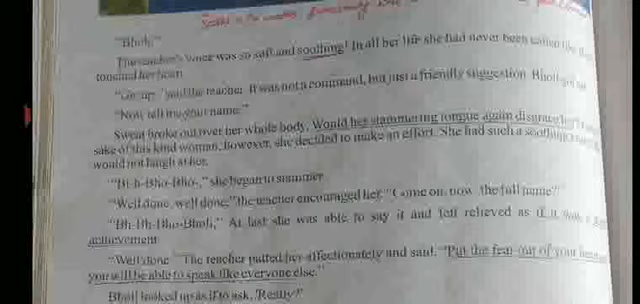 "Bholi."
The teacher's voice was so soft and soothing! In all her life she had never been called like
touched her heart.
"Get up," said the teacher. It was not a command, but just a friendly suggestion. Bholi got
"Now tell me your name."
Sweat broke out over her whole body. Would her stammering tongue again disgrace her?
sake of this kind woman, however, she decided to make an effort. She had such a soothing
would not laugh at her.
she began to stammer.
"Well done, well done," the teacher encouraged her. "Come on, now the full name?"
"Bh-Bh-Bho-Bholi," At last she was able to say it and felt relieved as if it was a
achievement.
"Well done." The teacher patted her affectionately and said, "Put the fear out of your heart
you will be able to speak like everyone else."
Bholi looked up as if to ask, 'Really?'